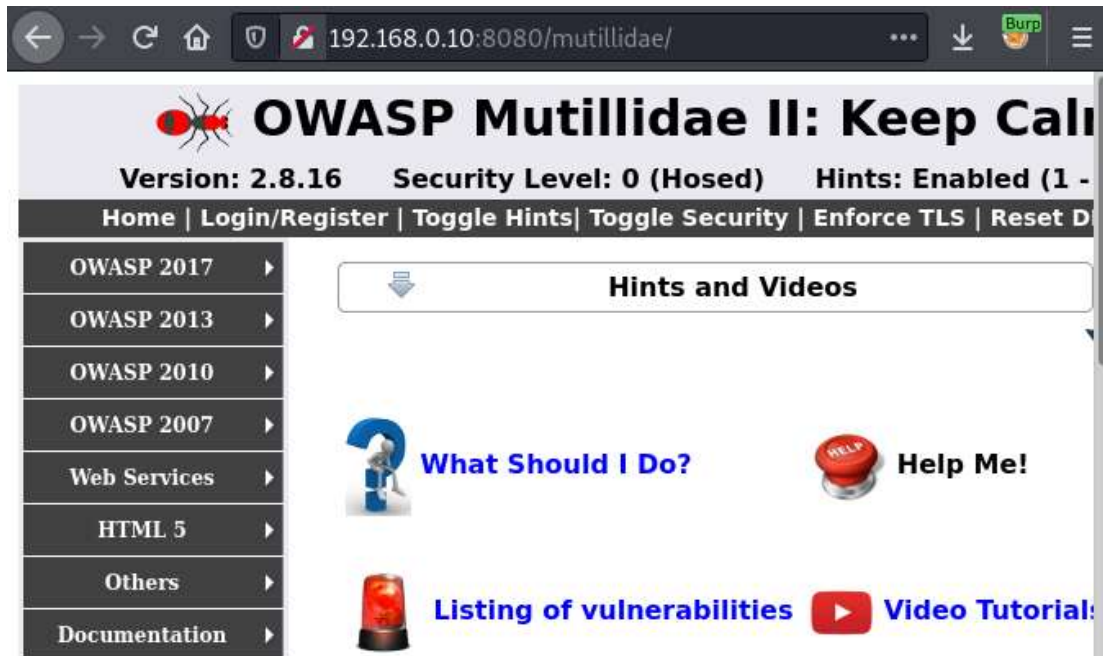 192.168.0.10:8080/mutillidae/
Burp
OWASP Mutillidae II: Keep
Version: 2.8.16 Security Level: 0 (Hosed) Hints: Enabled (1 -
Home | Login/Register | Toggle Hints| Toggle Security | Enforce TLS | Reset
OWASP 2017
Hints and Videos
OWASP 2013
OWASP 2010
OWASP 2007
What Should I Do?
HELP
Help Me!
Web Services
HTML 5
Others
Listing of vulnerabilities
Video Tutorials
Documentation